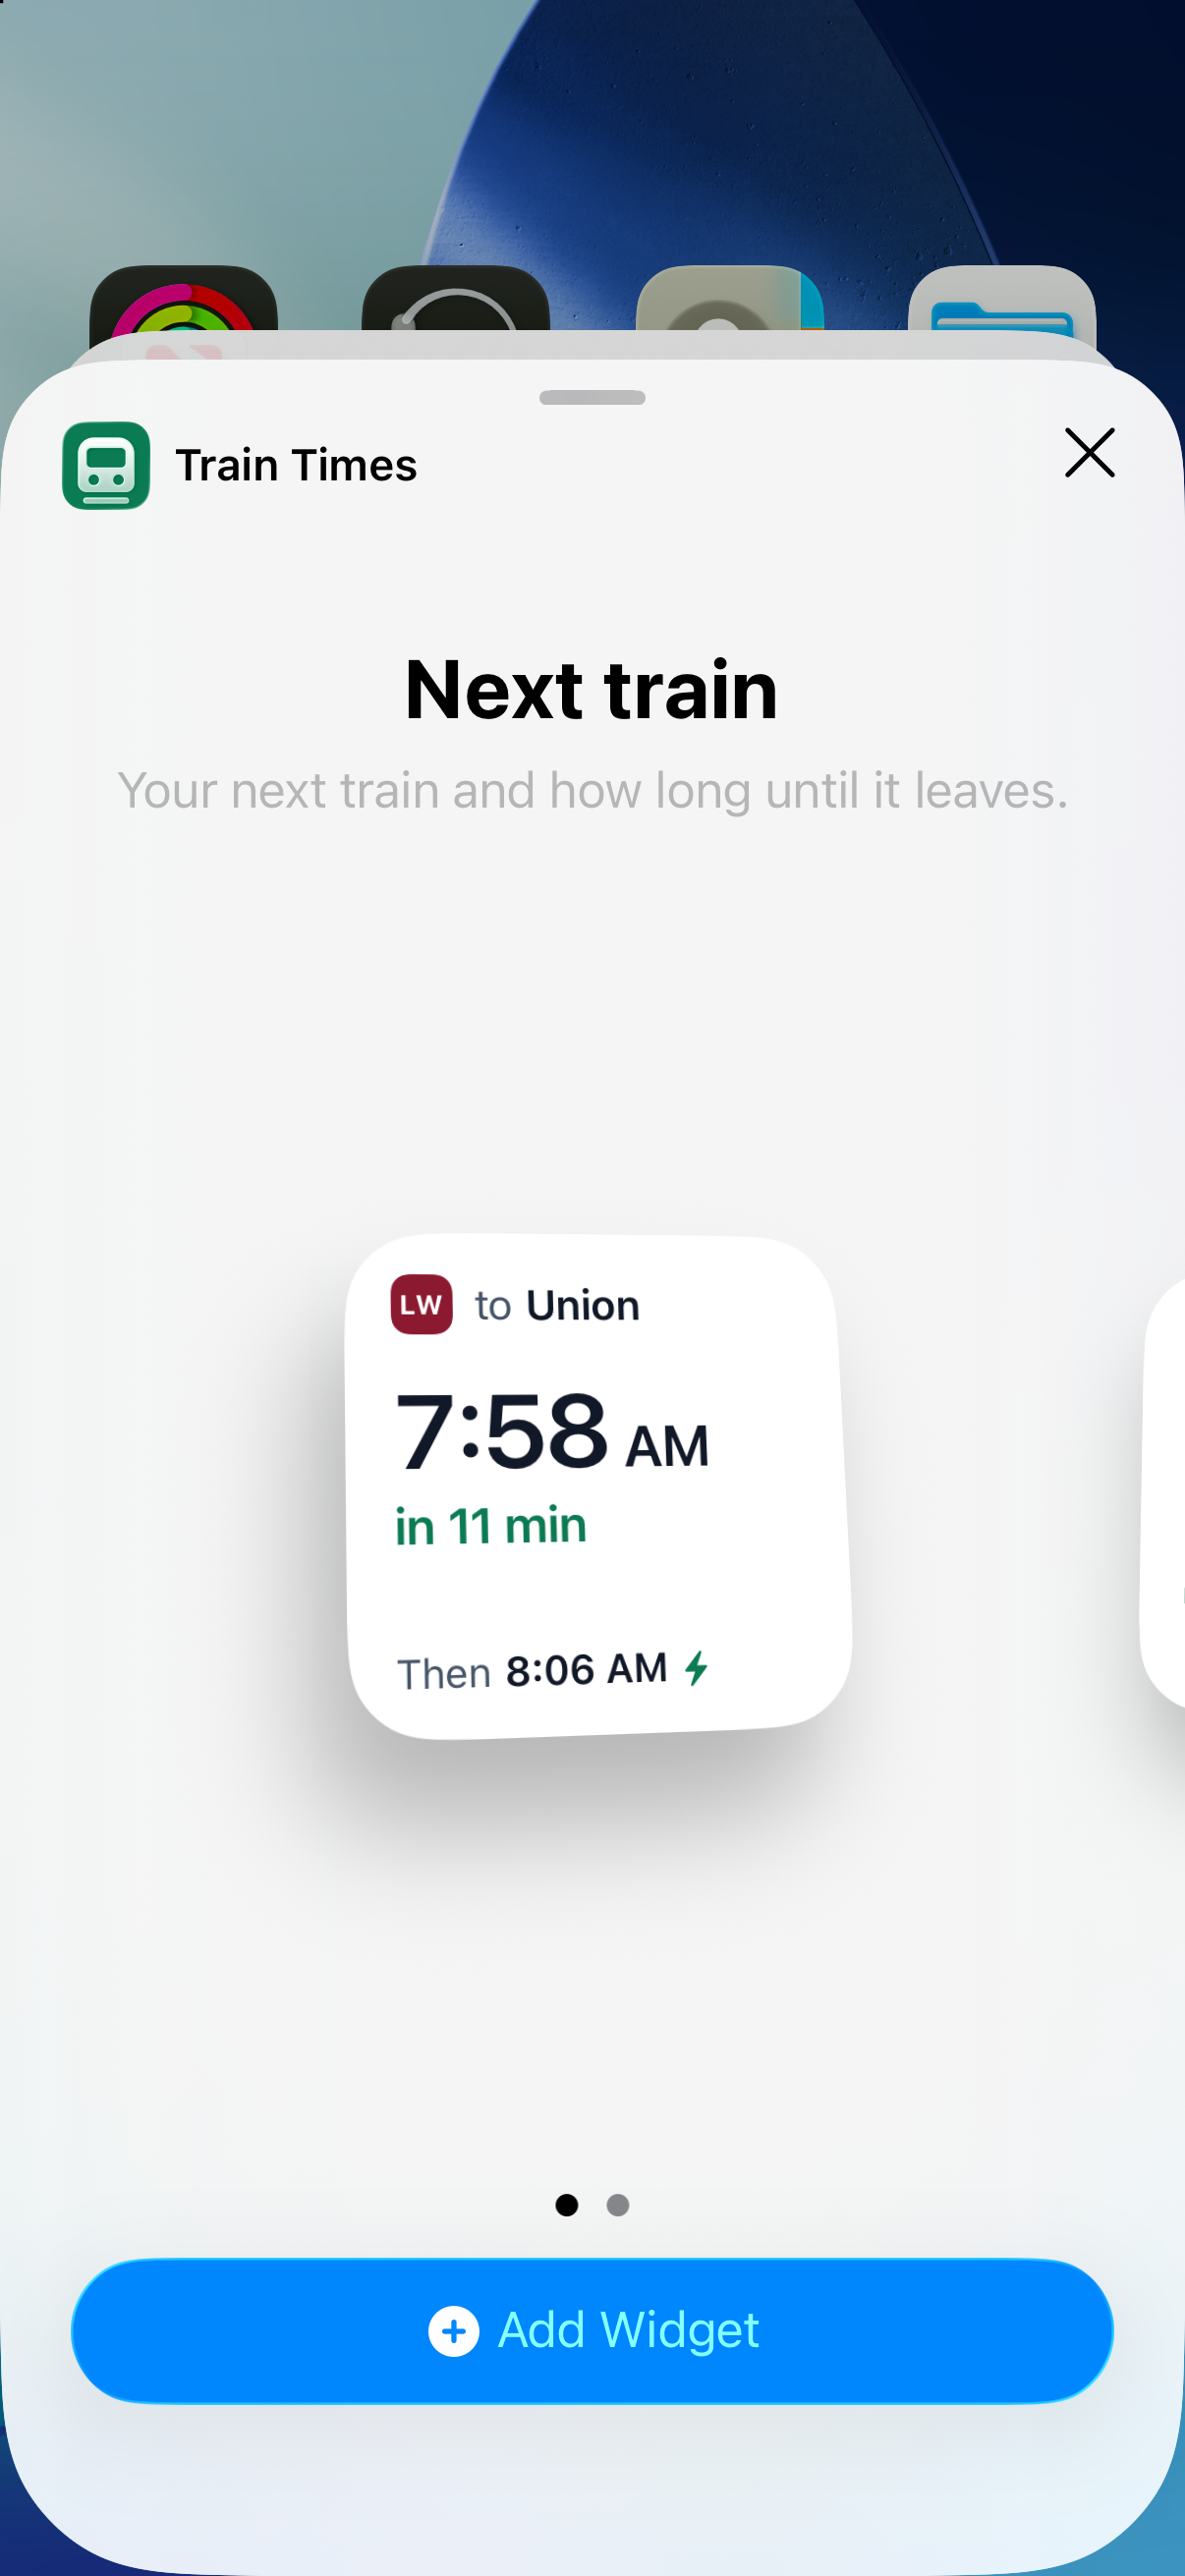 Train Times
Next train
Your next train and how long until it leaves.
LW to Union
7:58 AM
in 11 min
Then 8:06 AM
Add Widget